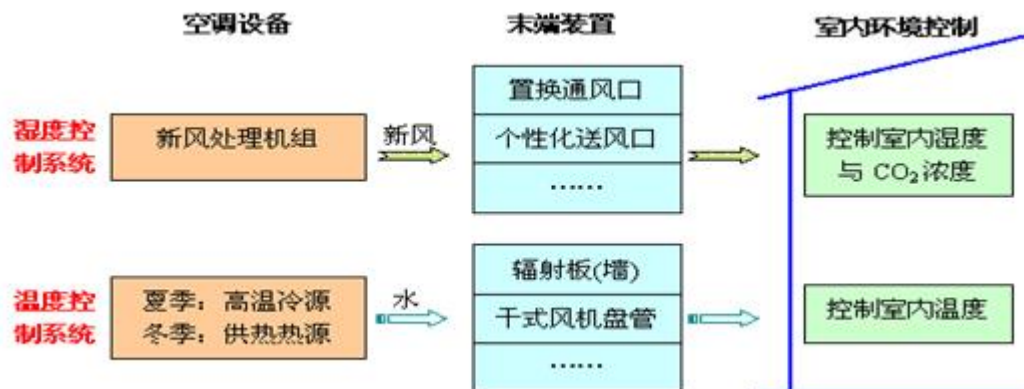 空调设备
末端装置
室内环境控制
湿度控
制系统
新风处理机组
新风
置换通风口
个性化送风口
……
控制室内湿度
与 CO₂浓度
温度控
制系统
夏季：高温冷源
冬季：供热热源
水
辐射板(墙)
干式风机盘管
……
控制室内温度